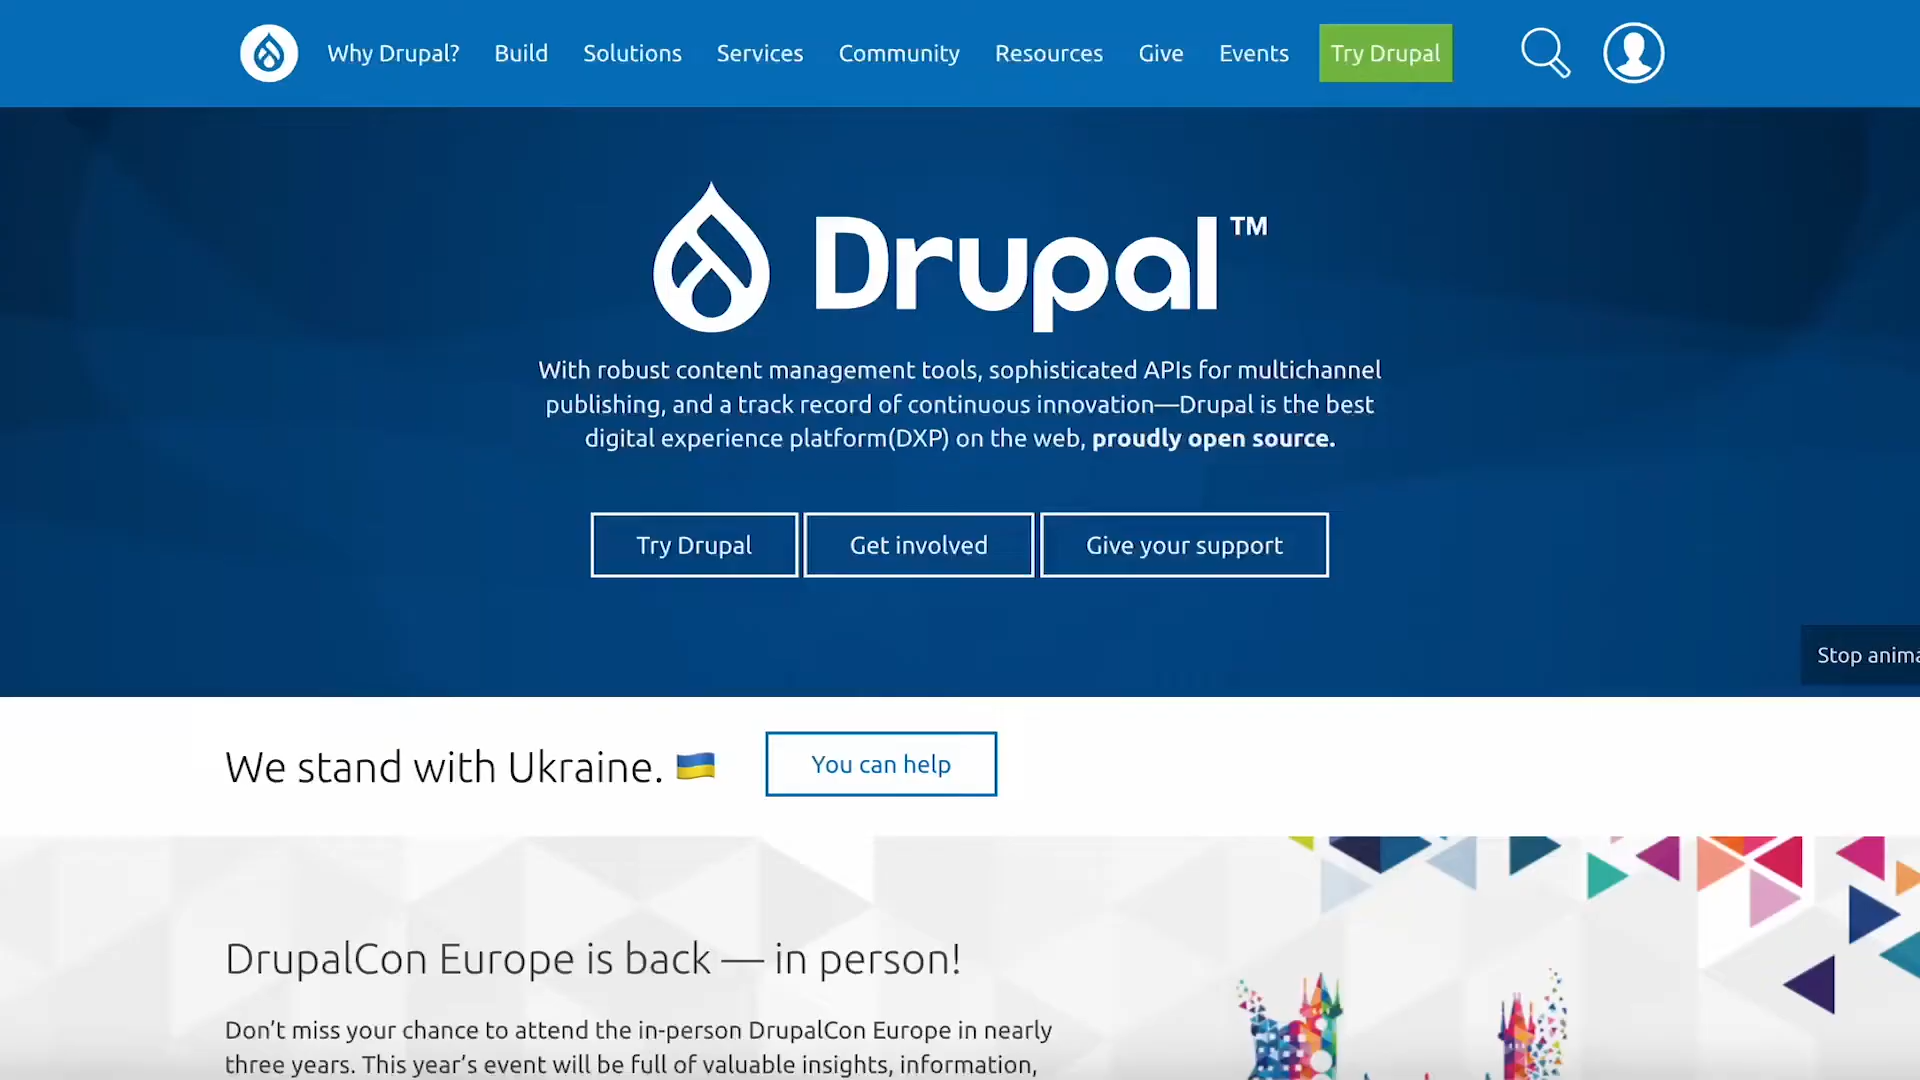 Why Drupal? Build Solutions Services Community Resources Give Events Try Drupal
Drupal™
With robust content management tools, sophisticated APIs for multichannel
publishing, and a track record of continuous innovation—Drupal is the best
digital experience platform(DXP) on the web, proudly open source.
Try Drupal Get involved Give your support
Stop anima
We stand with Ukraine. 🇺🇦 You can help
DrupalCon Europe is back — in person!
Don’t miss your chance to attend the in-person DrupalCon Europe in nearly
three years. This year’s event will be full of valuable insights, information,